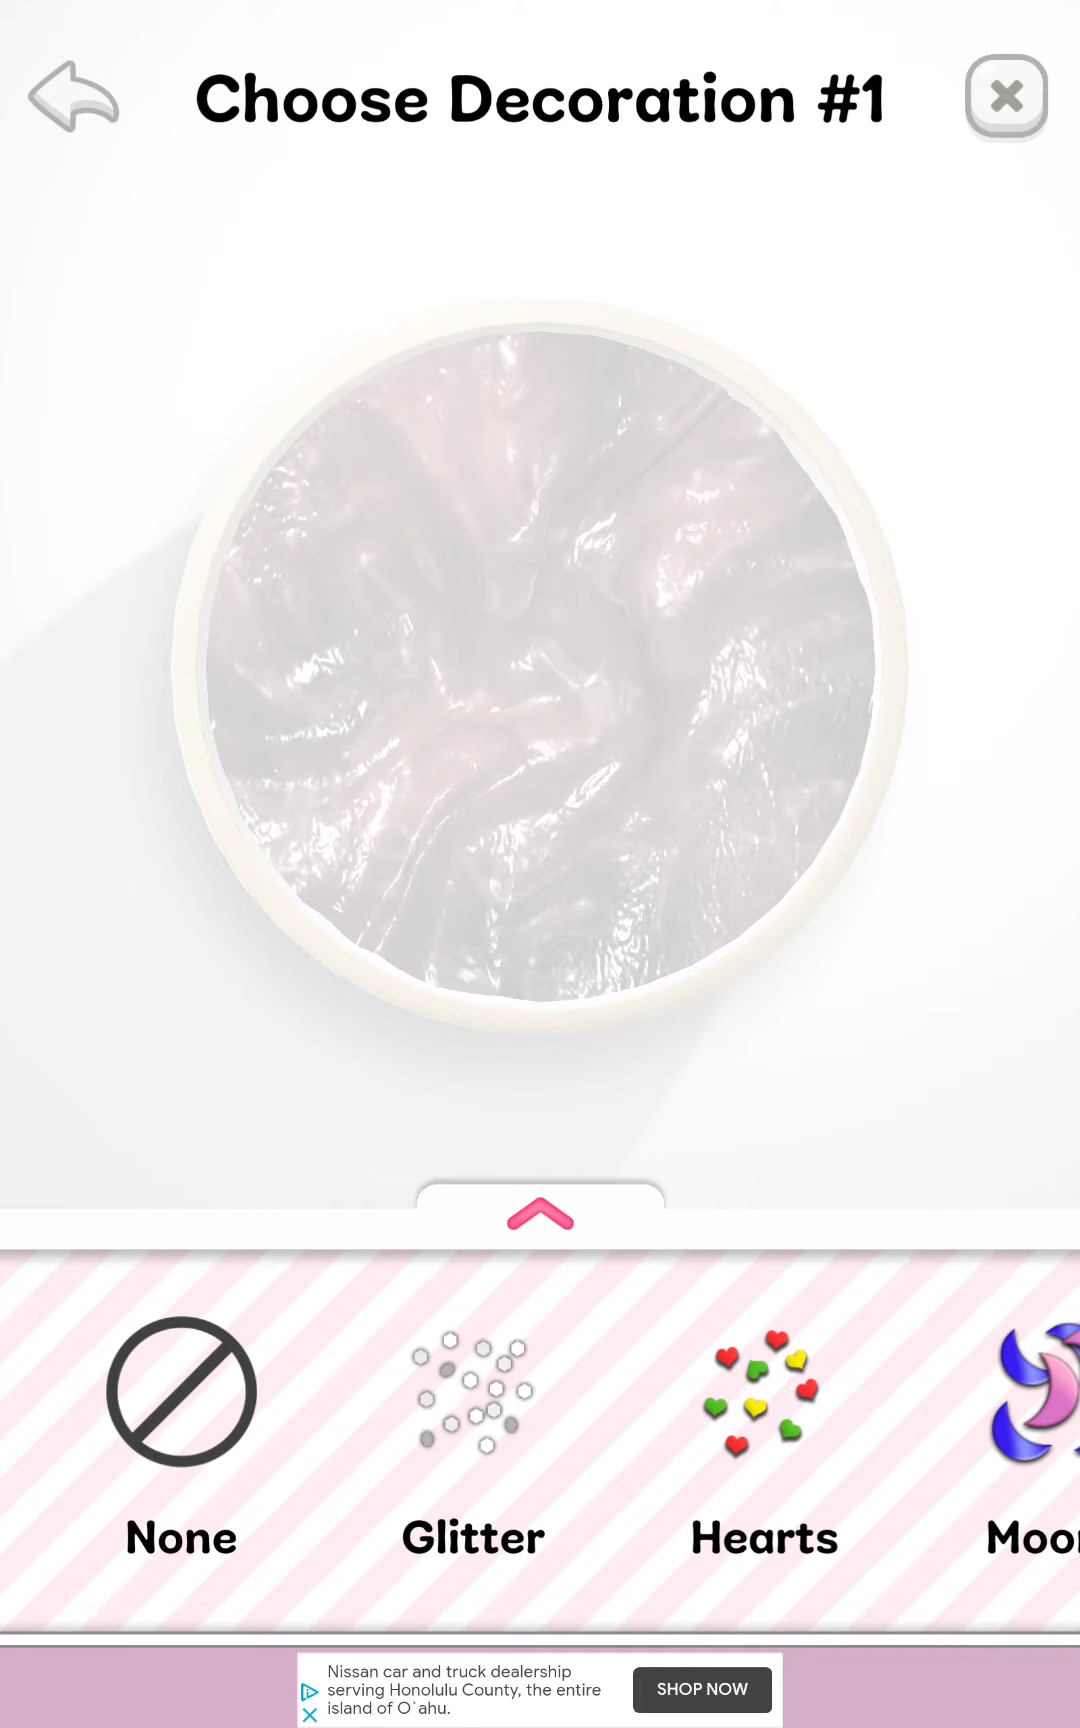 Choose Decoration #1
None
Glitter
Hearts
Nissan car and truck dealership
serving Honolulu County, the entire
island of O`ahu.
SHOP NOW